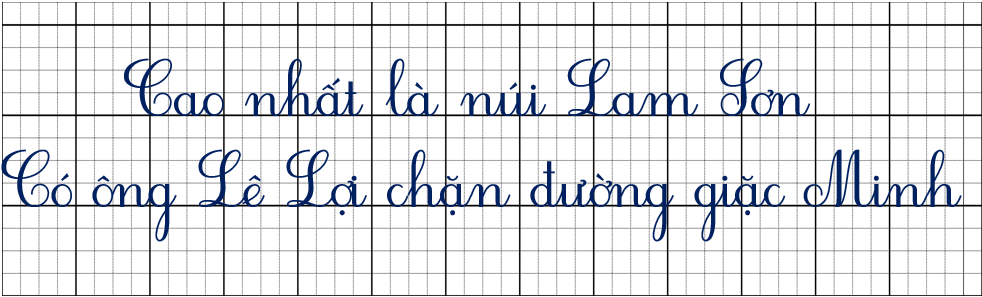 Cao nhất là núi Lam Sơn
Có ông Lê Lợi chặn đường giặc Minh